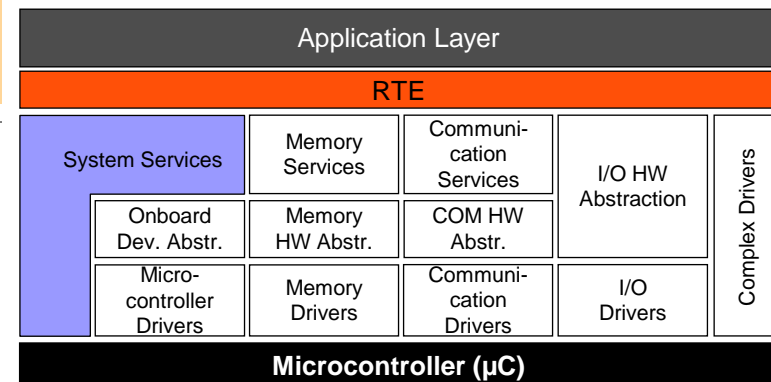 Application Layer
RTE
System Services
Memory
Services
Communi-
cation
Services
I/O HW
Abstraction
Complex Drivers
Onboard
Dev. Abstr.
Memory
HW Abstr.
COM HW
Abstr.
Micro-
controller
Drivers
Memory
Drivers
Communi-
cation
Drivers
I/O
Drivers
Microcontroller (µC)